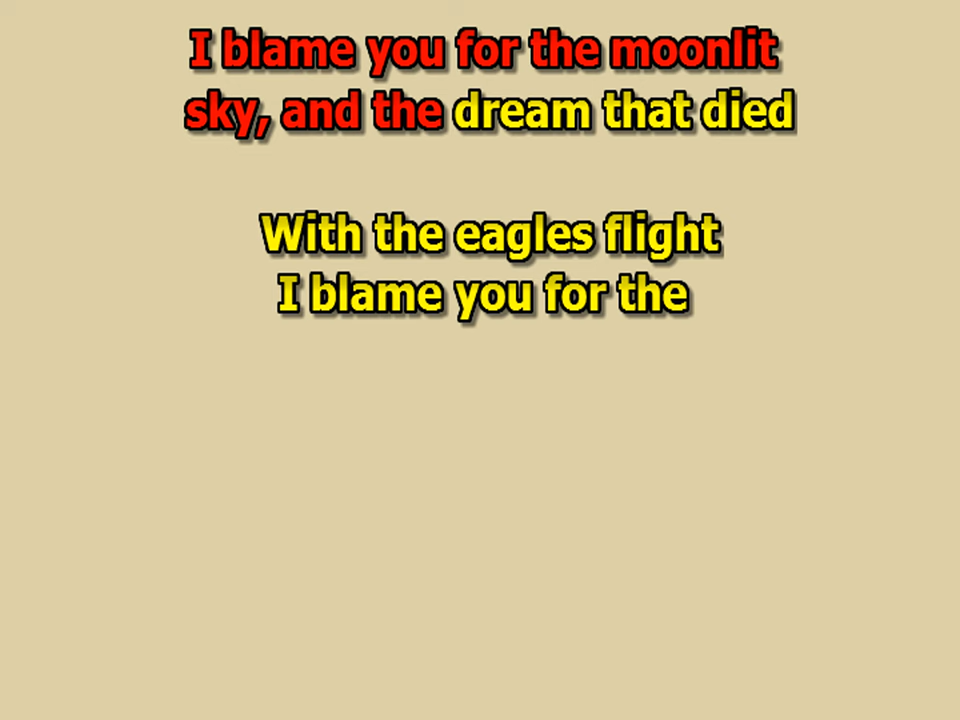 I blame you for the moonlit
sky, and the dream that died
With the eagles flight
I blame you for the